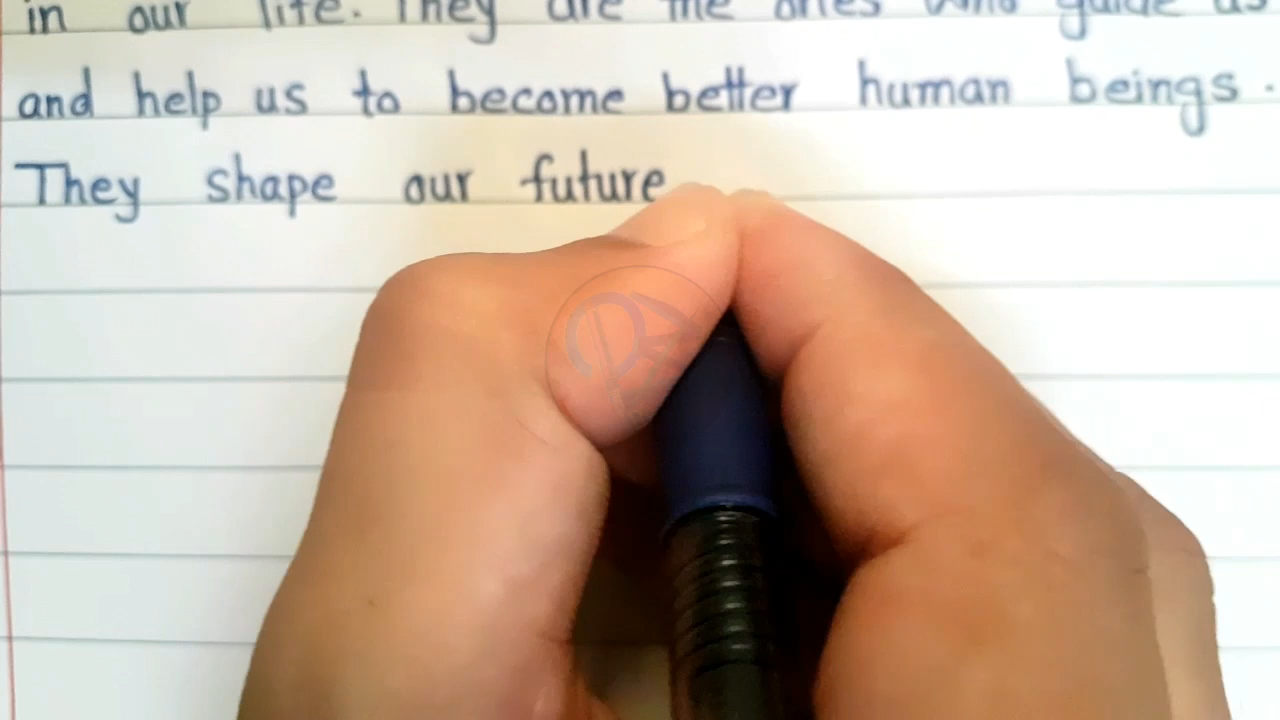 in our life. They are the ones who guide us
and help us to become better human beings.
They shape our future